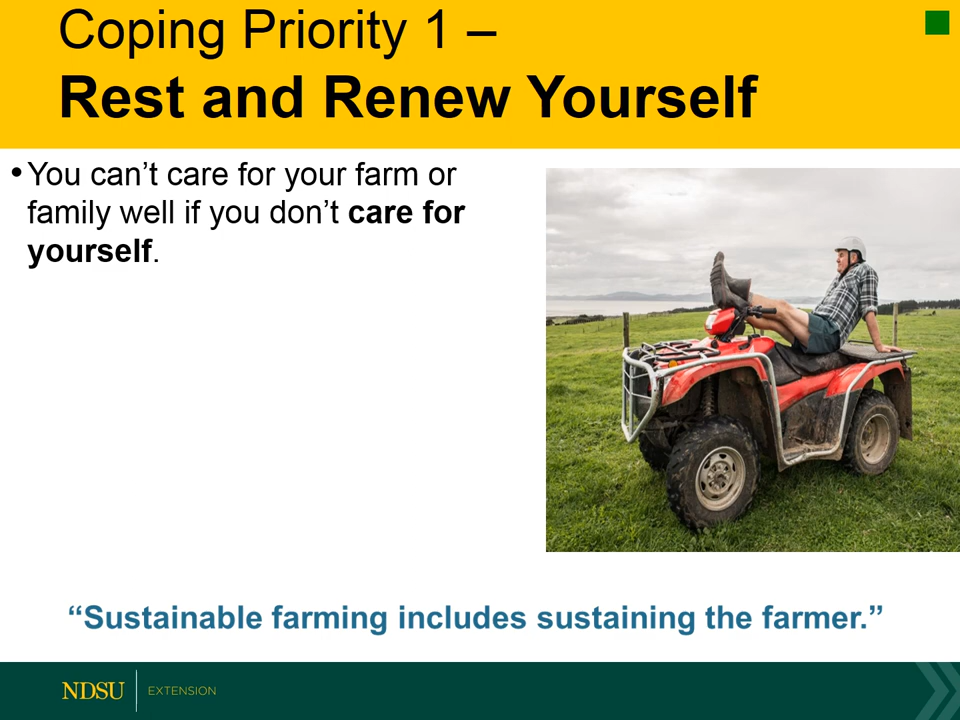 Coping Priority 1 –
Rest and Renew Yourself
• You can’t care for your farm or
family well if you don’t care for
yourself.
“Sustainable farming includes sustaining the farmer.”
NDSU EXTENSION